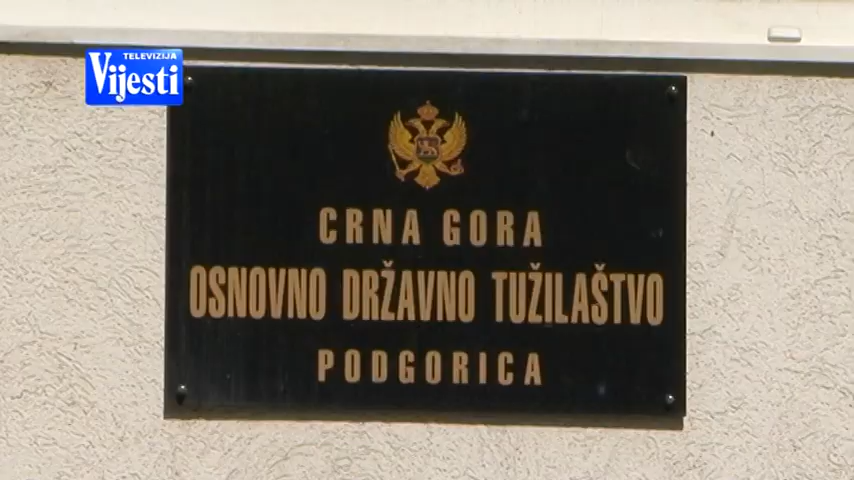 TELEVIZIJA
Vijesti
CRNA GORA
OSNOVNO DRŽAVNO TUŽILAŠTVO
PODGORICA